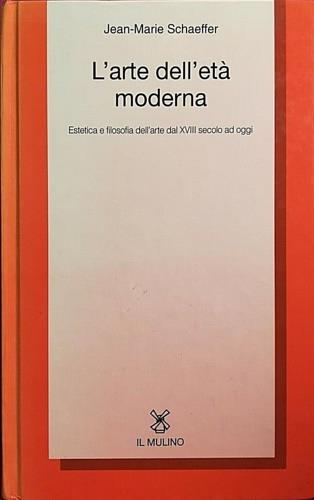 Jean-Marie Schaeffer
L'arte dell'età
moderna
Estetica e filosofia dell'arte dal XVIII secolo ad oggi
IL MULINO